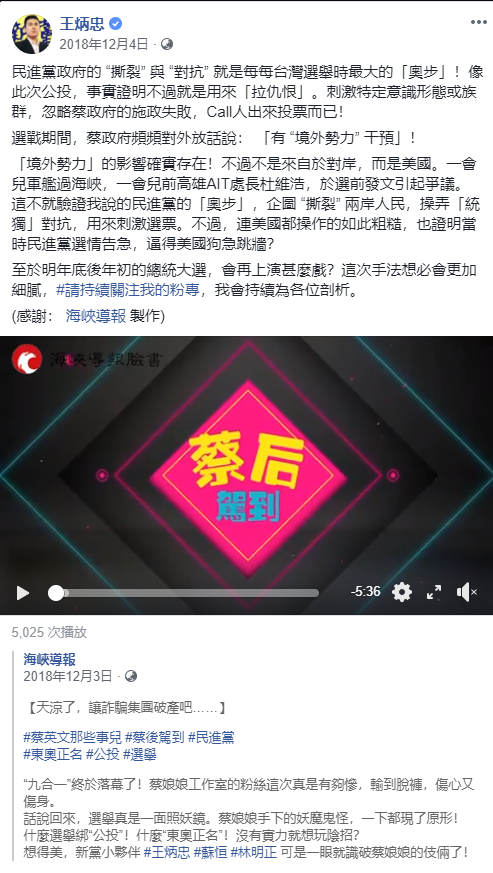 王炳忠
2018年12月4日 ·
民進黨政府的 “撕裂” 與 “對抗” 就是每每台灣選舉時最大的「奧步」！像
此次公投，事實證明不過就是用來「拉仇恨」。刺激特定意識形態或族
群，忽略蔡政府的施政失敗，Call人出來投票而已！
選戰期間，蔡政府頻頻對外放話說： 「有 “境外勢力” 干預」！
「境外勢力」的影響確實存在！不過不是來自於對岸，而是美國。一會
兒軍艦過海峽，一會兒前高雄AIT處長杜維浩，於選前發文引起爭議。
這不就驗證我說的民進黨的「奧步」，企圖 “撕裂” 兩岸人民，操弄「統
獨」對抗，用來刺激選票。不過，連美國都操作的如此粗糙，也證明當
時民進黨選情告急，逼得美國狗急跳牆？
至於明年底後年初的總統大選，會再上演甚麼戲？這次手法想必會更加
細膩，#請持續關注我的粉專，我會持續為各位剖析。
(感謝： 海峽導報 製作)
海峽導報臉書
蔡后
駕到
-5:36
5,025 次播放
海峽導報
2018年12月3日 ·
【天涼了，讓詐騙集團破產吧……】
#蔡英文那些事兒 #蔡後駕到 #民進黨
#東奧正名 #公投 #選舉
“九合一”終於落幕了！蔡娘娘工作室的粉絲這次真是有夠慘，輸到脫褲，傷心又
傷身。
話說回來，選舉真是一面照妖鏡。蔡娘娘手下的妖魔鬼怪，一下都現了原形！
什麼選舉綁“公投”！什麼“東奧正名”！沒有實力就想玩陰招？
想得美，新黨小夥伴 #王炳忠 #蘇恒 #林明正 可是一眼就識破蔡娘娘的伎倆了！